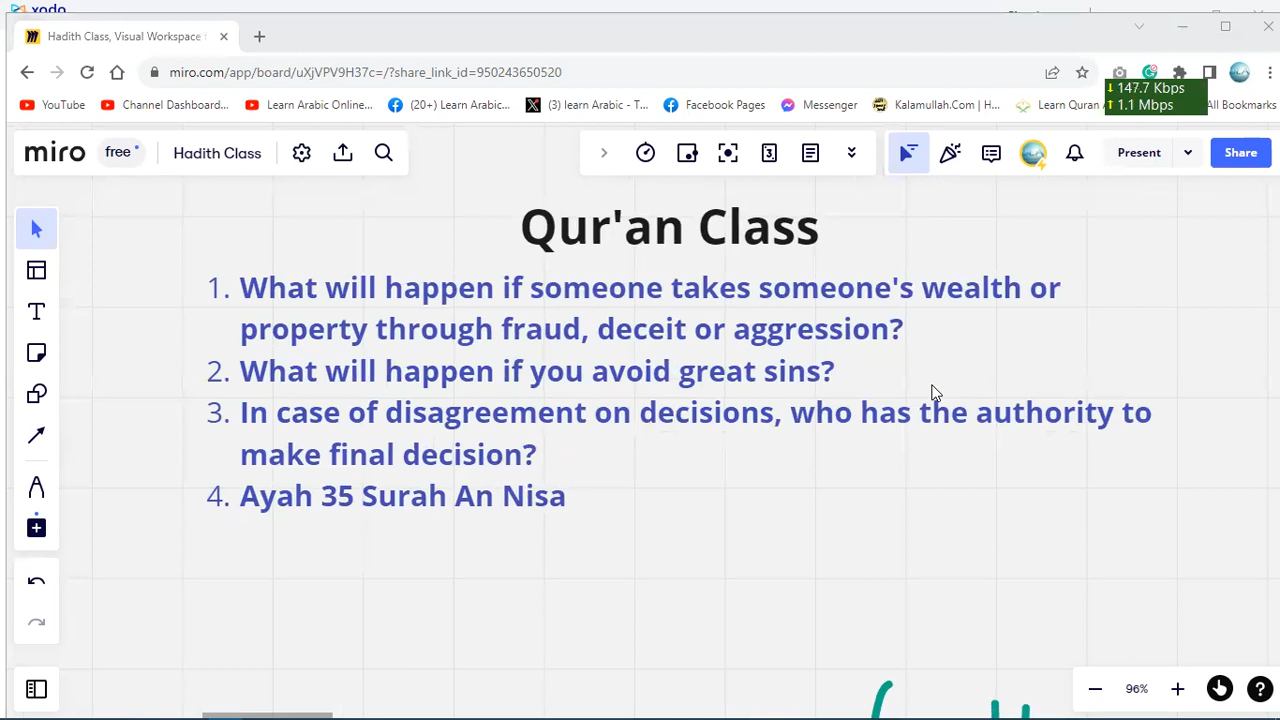 xodo
Hadith Class, Visual Workspace
miro.com/app/board/uXjVPV9H37c=/?share_link_id=950243650520
YouTube
Channel Dashboard...
Learn Arabic Online...
(20+) Learn Arabic...
(3) learn Arabic - T...
Facebook Pages
Messenger
Kalamullah.Com | H...
Learn Quran
All Bookmarks
147.7 Kbps
1.1 Mbps
miro
free
Hadith Class
3
Present
Share
Qur'an Class
1. What will happen if someone takes someone's wealth or
property through fraud, deceit or aggression?
2. What will happen if you avoid great sins?
3. In case of disagreement on decisions, who has the authority to
make final decision?
4. Ayah 35 Surah An Nisa
96%